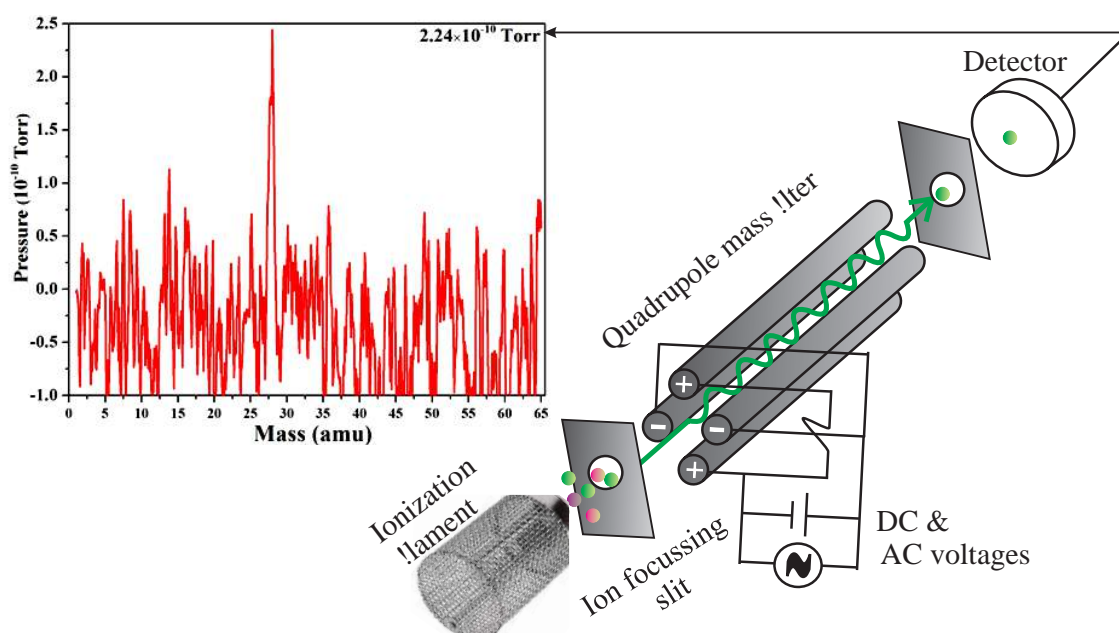 2.5
2.24×10⁻¹⁰ Torr
2.0
1.5
1.0
0.5
0.0
-0.5
-1.0
Pressure (10⁻¹⁰ Torr)
0 5 10 15 20 25 30 35 40 45 50 55 60 65
Mass (amu)
Detector
Quadrupole mass !lter
+
−
−
+
Ionization
!lament
Ion focussing
slit
DC &
AC voltages